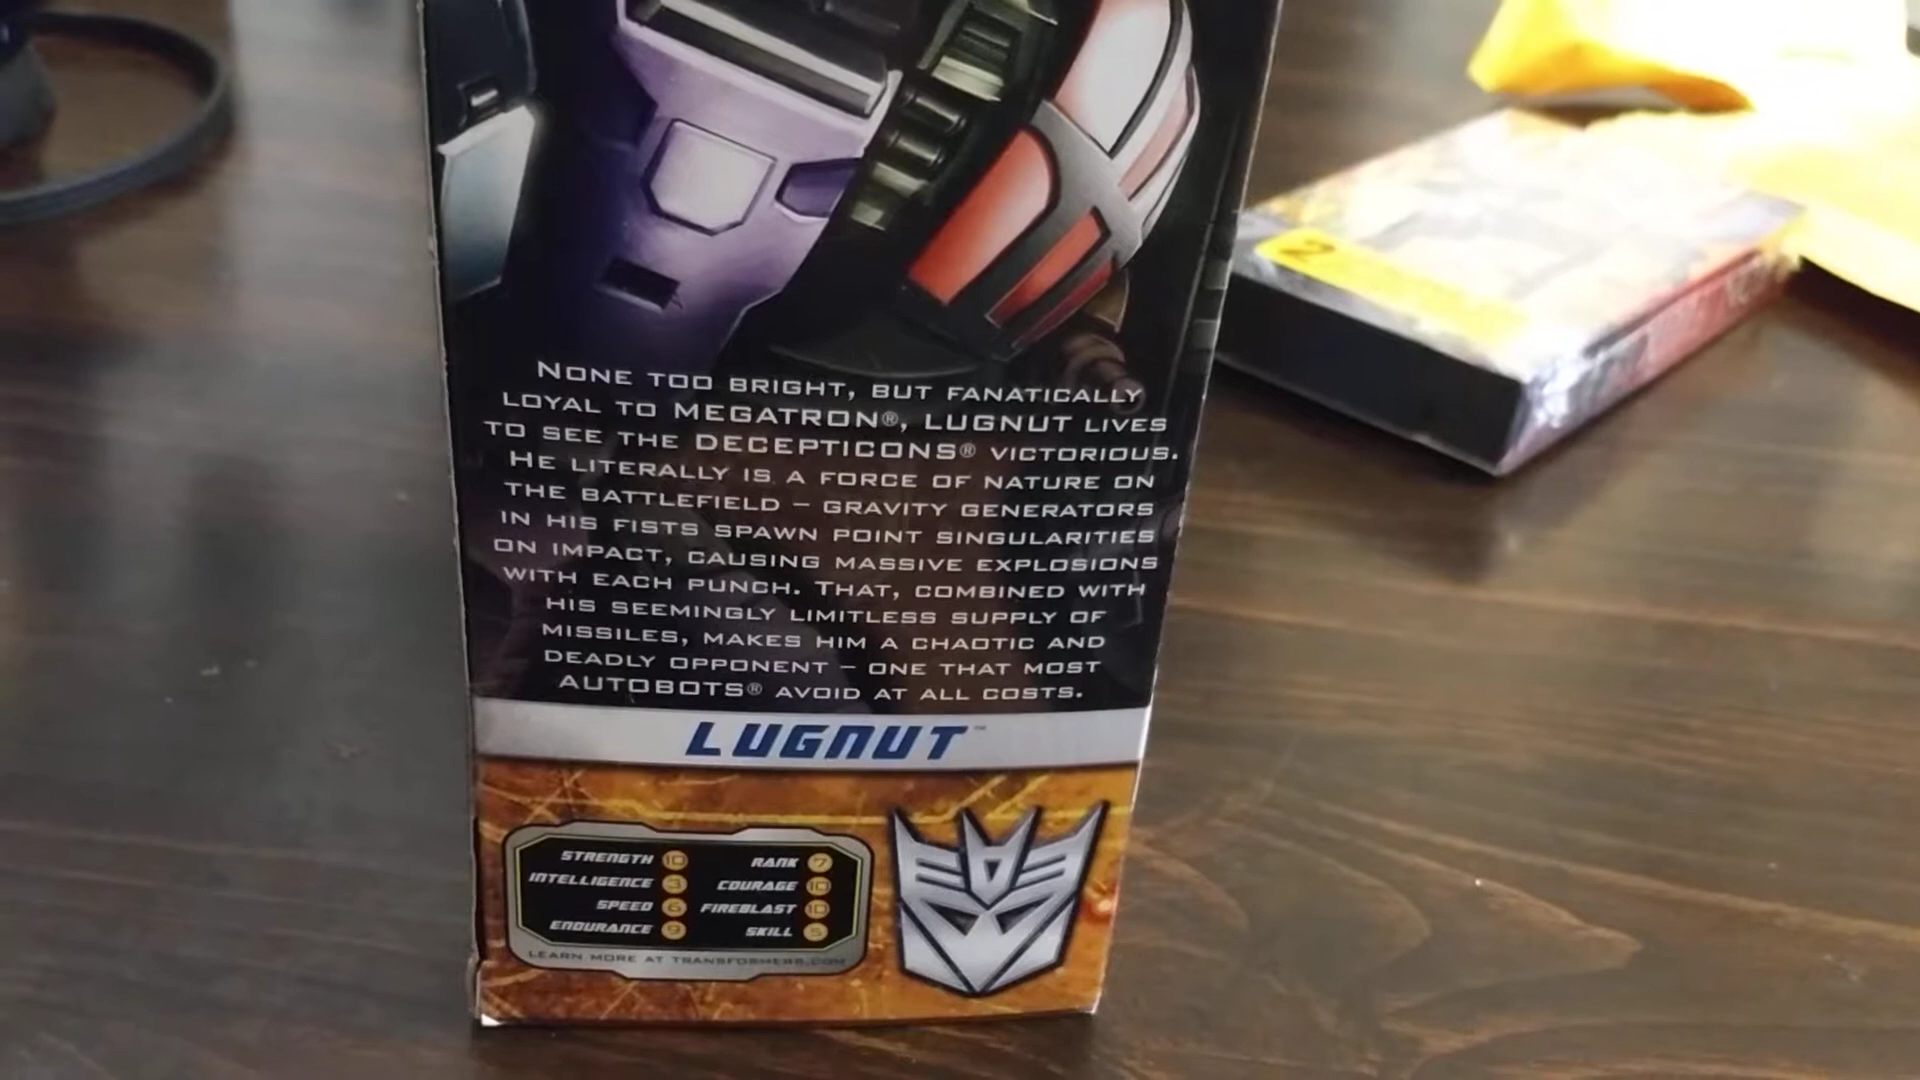 NONE TOO BRIGHT, BUT FANATICALLY
LOYAL TO MEGATRON®, LUGNUT LIVES
TO SEE THE DECEPTICONS® VICTORIOUS.
HE LITERALLY IS A FORCE OF NATURE ON
THE BATTLEFIELD – GRAVITY GENERATORS
IN HIS FISTS SPAWN POINT SINGULARITIES
ON IMPACT, CAUSING MASSIVE EXPLOSIONS
WITH EACH PUNCH. THAT, COMBINED WITH
HIS SEEMINGLY LIMITLESS SUPPLY OF
MISSILES, MAKES HIM A CHAOTIC AND
DEADLY OPPONENT – ONE THAT MOST
AUTOBOTS® AVOID AT ALL COSTS.
LUGNUT™
STRENGTH 10 RANK 7
INTELLIGENCE 3 COURAGE 10
SPEED 6 FIREBLAST 10
ENDURANCE 9 SKILL 5
LEARN MORE AT TRANSFORMERS.COM
2